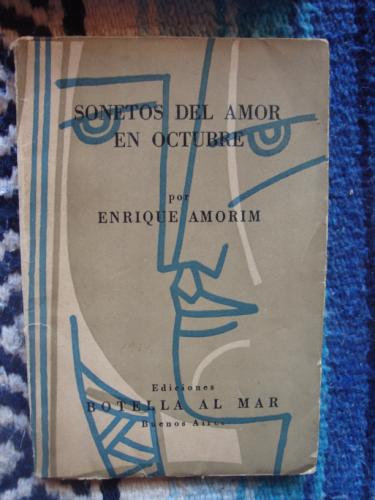 SONETOS DEL AMOR
EN OCTUBRE
por
ENRIQUE AMORIM
Ediciones
BOTELLA AL MAR
Buenos Aires